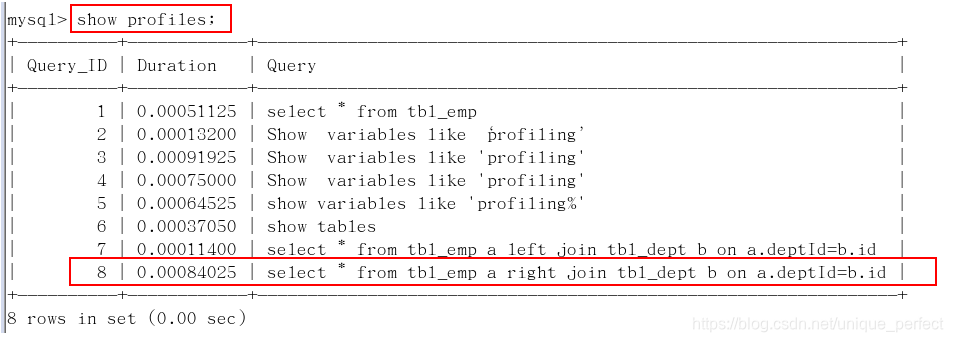 mysql> show profiles;
+----------+------------+----------------------------------------------------------------+
| Query_ID | Duration   | Query                                                          |
+----------+------------+----------------------------------------------------------------+
|        1 | 0.00051125 | select * from tbl_emp                                          |
|        2 | 0.00013200 | Show  variables like ‘profiling’                               |
|        3 | 0.00091925 | Show  variables like 'profiling'                               |
|        4 | 0.00075000 | Show  variables like 'profiling'                               |
|        5 | 0.00064525 | show variables like 'profiling%'                               |
|        6 | 0.00037050 | show tables                                                    |
|        7 | 0.00011400 | select * from tbl_emp a left join tbl_dept b on a.deptId=b.id  |
|        8 | 0.00084025 | select * from tbl_emp a right join tbl_dept b on a.deptId=b.id |
+----------+------------+----------------------------------------------------------------+
8 rows in set (0.00 sec)
https://blog.csdn.net/unique_perfect